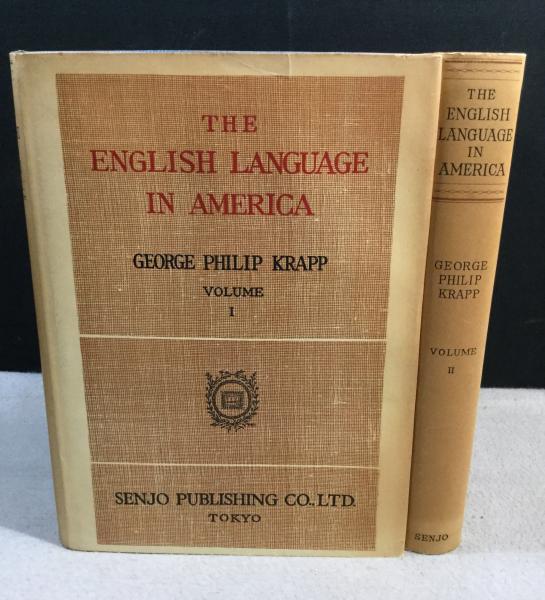 THE
ENGLISH LANGUAGE
IN AMERICA
GEORGE PHILIP KRAPP
VOLUME
I
SENJO PUBLISHING CO., LTD.
TOKYO
THE
ENGLISH
LANGUAGE
IN
AMERICA
GEORGE
PHILIP
KRAPP
VOLUME
II
SENJO